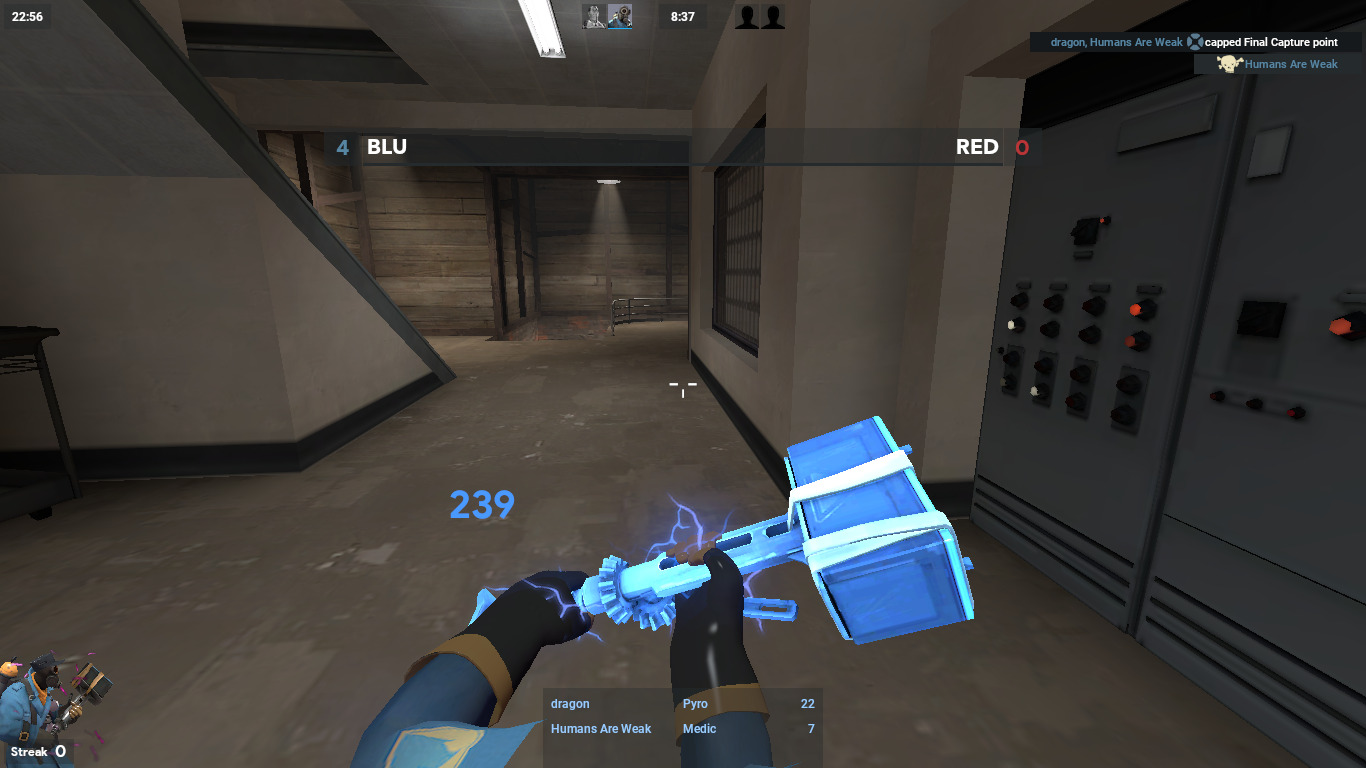 22:56
8:37
dragon, Humans Are Weak capped Final Capture point
Humans Are Weak
4 BLU
RED 0
239
dragon Pyro 22
Humans Are Weak Medic 7
Streak 0